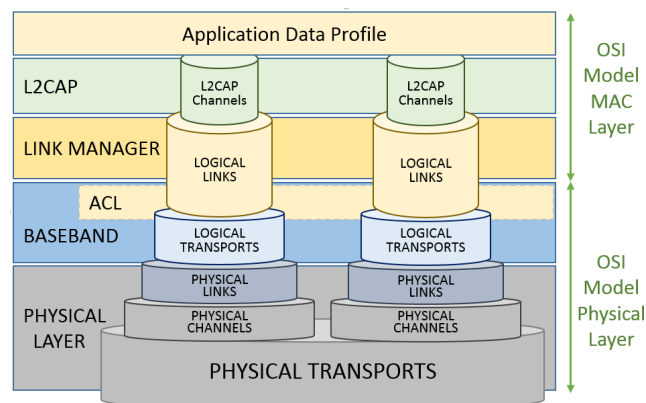 Application Data Profile
L2CAP
L2CAP
Channels
L2CAP
Channels
LINK MANAGER
LOGICAL
LINKS
LOGICAL
LINKS
OSI
Model
MAC
Layer
ACL
BASEBAND
LOGICAL
TRANSPORTS
LOGICAL
TRANSPORTS
PHYSICAL
LINKS
PHYSICAL
LINKS
PHYSICAL
LAYER
PHYSICAL
CHANNELS
PHYSICAL
CHANNELS
PHYSICAL TRANSPORTS
OSI
Model
Physical
Layer